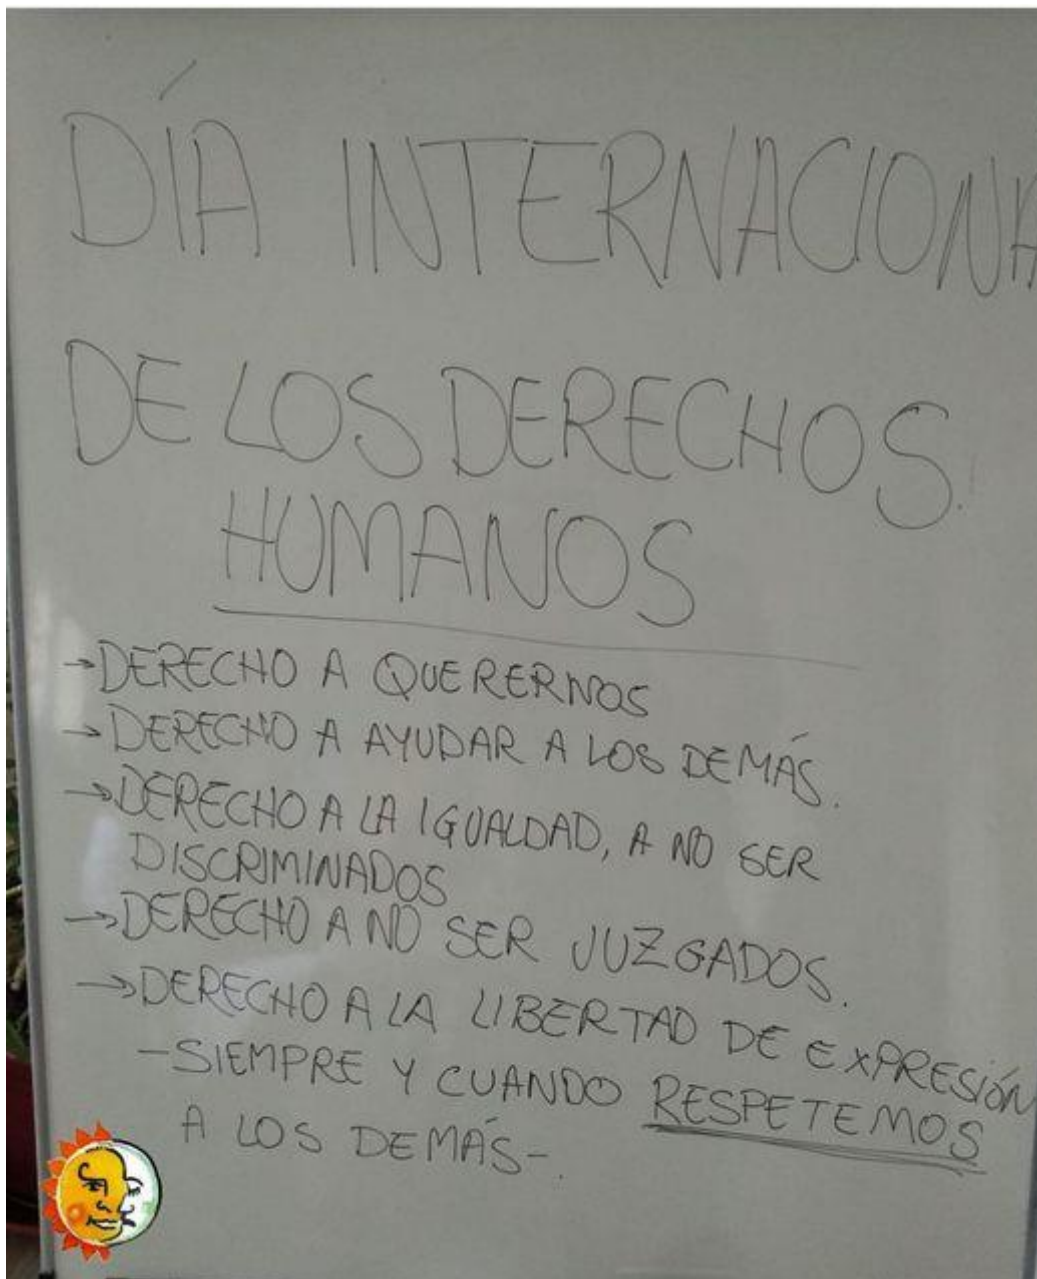 DÍA INTERNACIONA
DE LOS DERECHOS
HUMANOS
→DERECHO A QUERERNOS
→DERECHO A AYUDAR A LOS DEMÁS.
→DERECHO A LA IGUALDAD, A NO SER
DISCRIMINADOS
→DERECHO A NO SER JUZGADOS.
→DERECHO A LA LIBERTAD DE EXPRESIÓN
-SIEMPRE Y CUANDO RESPETEMOS
A LOS DEMÁS-.